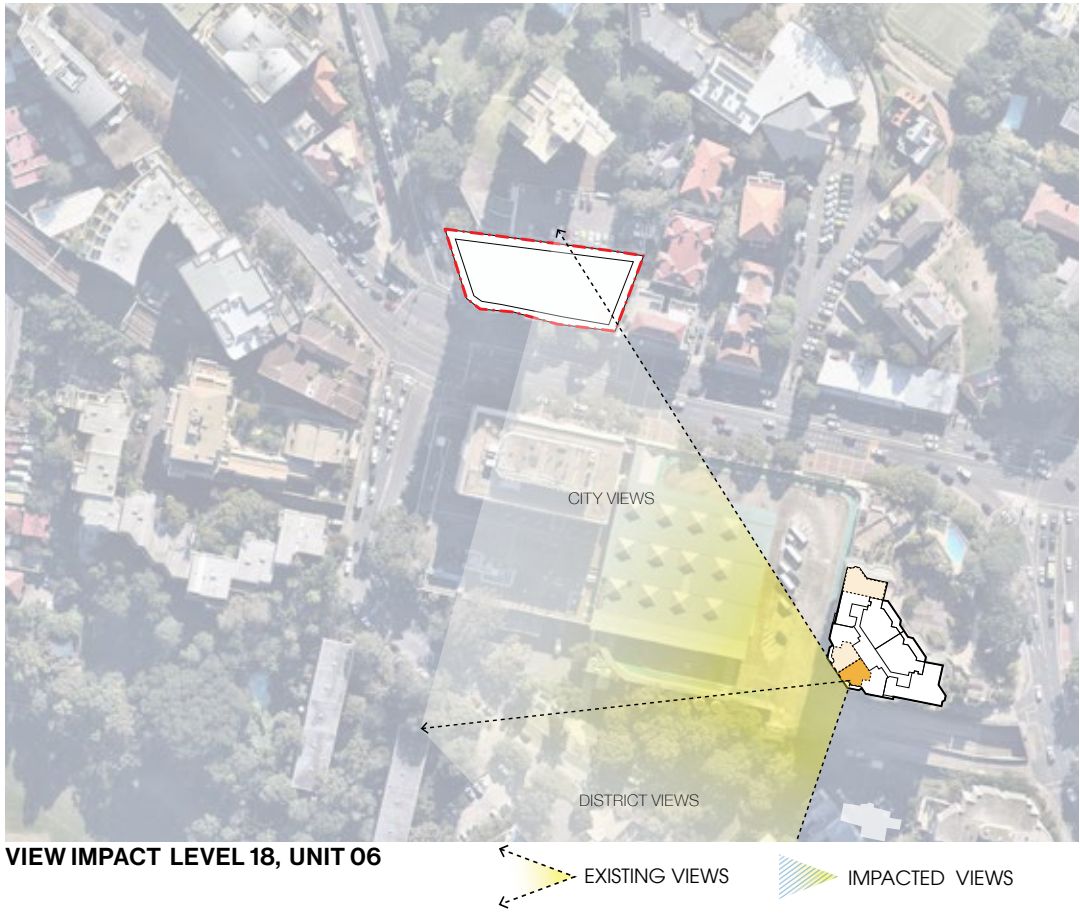 CITY VIEWS
DISTRICT VIEWS
VIEW IMPACT LEVEL 18, UNIT 06
EXISTING VIEWS
IMPACTED VIEWS